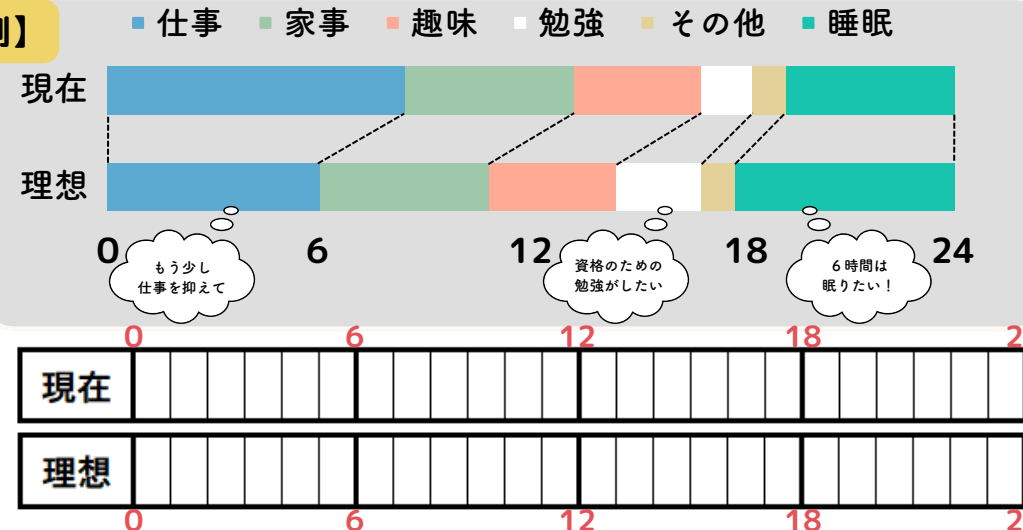 例】
仕事 家事 趣味 勉強 その他 睡眠
現在
理想
0 6 12 18 24
もう少し
仕事を抑えて
資格のための
勉強がしたい
６時間は
眠りたい！
0 6 12 18
現在
理想
0 6 12 18